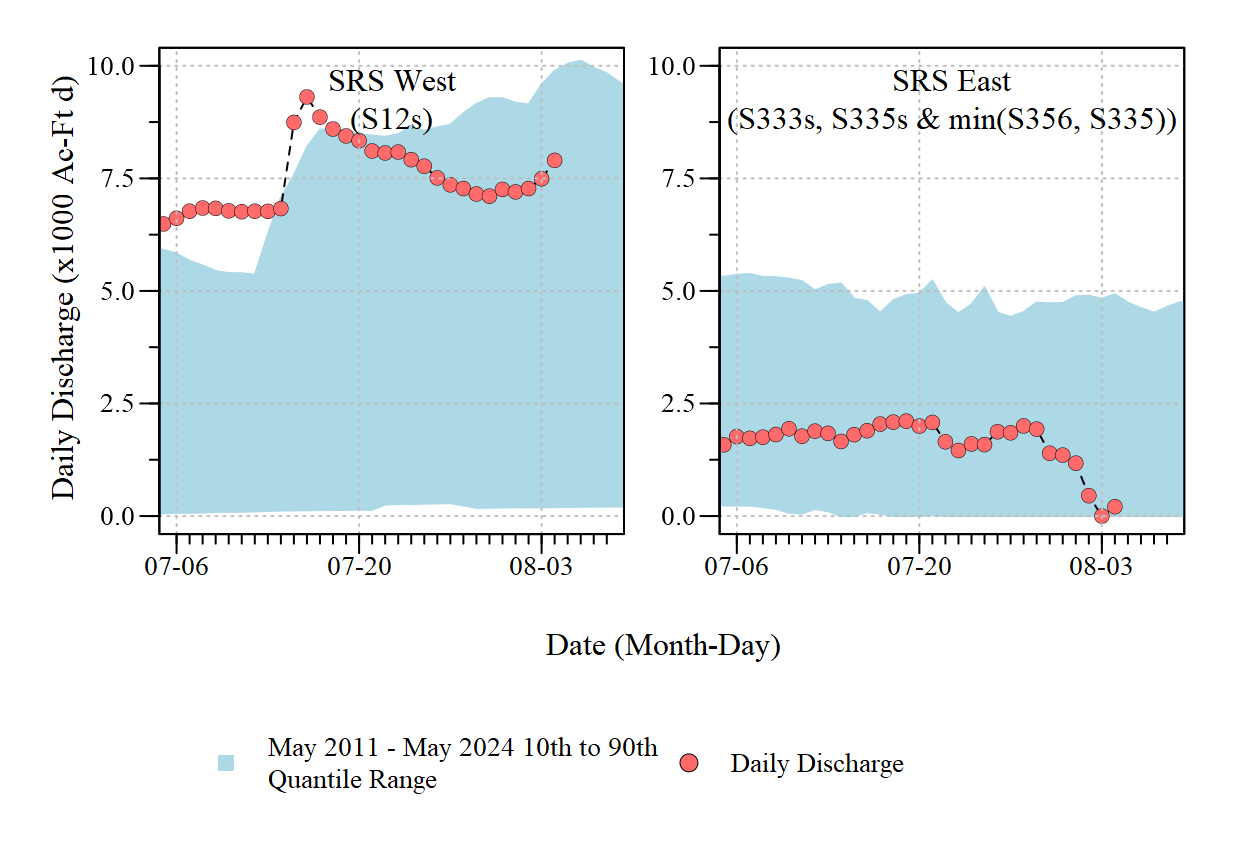 SRS West
(S12s)
SRS East
(S333s, S335s & min(S356, S335))
Daily Discharge (x1000 Ac-Ft d)
10.0
7.5
5.0
2.5
0.0
07-06
07-20
08-03
10.0
7.5
5.0
2.5
0.0
07-06
07-20
08-03
Date (Month-Day)
May 2011 - May 2024 10th to 90th
Quantile Range
Daily Discharge